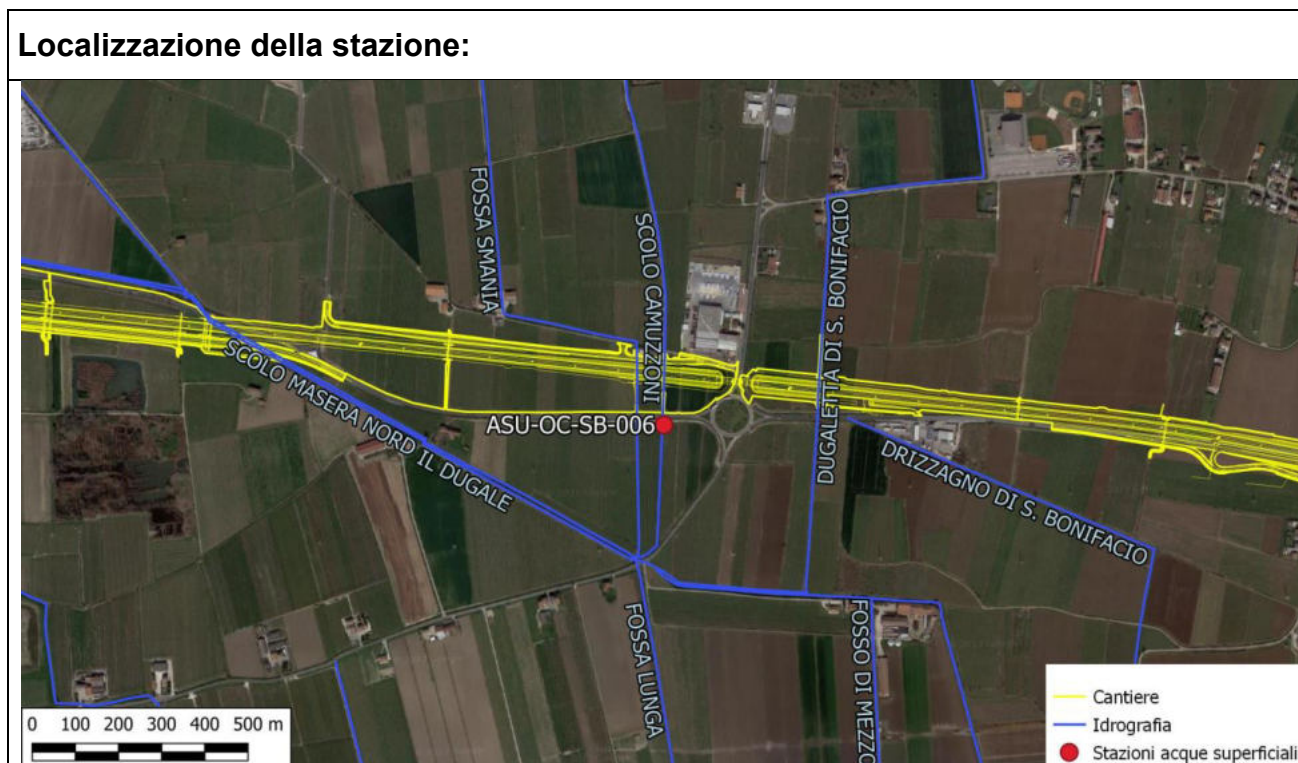 Localizzazione della stazione:
FOSSA SMANIA
SCOLO CAMUZZONI
DUGALETTA DI S. BONIFACIO
SCOLO MASERA NORD IL DUGALE
ASU-OC-SB-006
DRIZZAGNO DI S. BONIFACIO
FOSSA LUNGA
FOSSO DI MEZZO
0 100 200 300 400 500 m
Cantiere
Idrografia
Stazioni acque superficiali